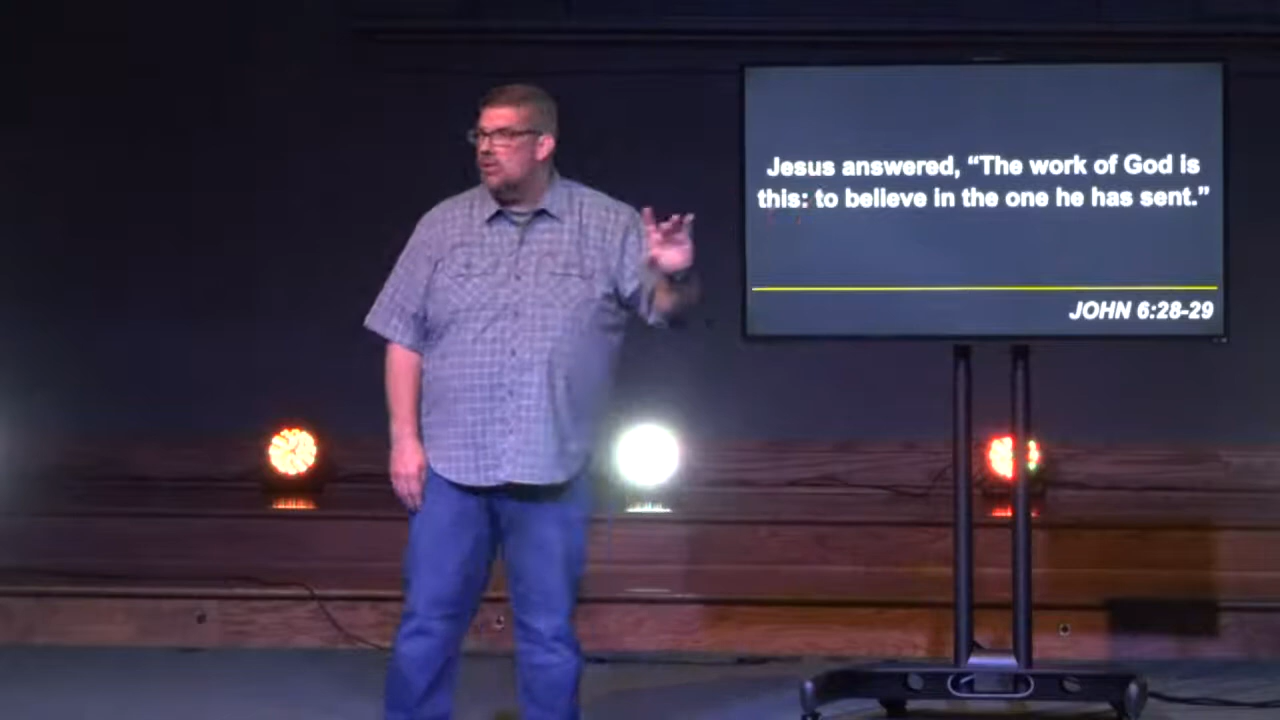 Jesus answered, “The work of God is
this: to believe in the one he has sent.”
JOHN 6:28-29